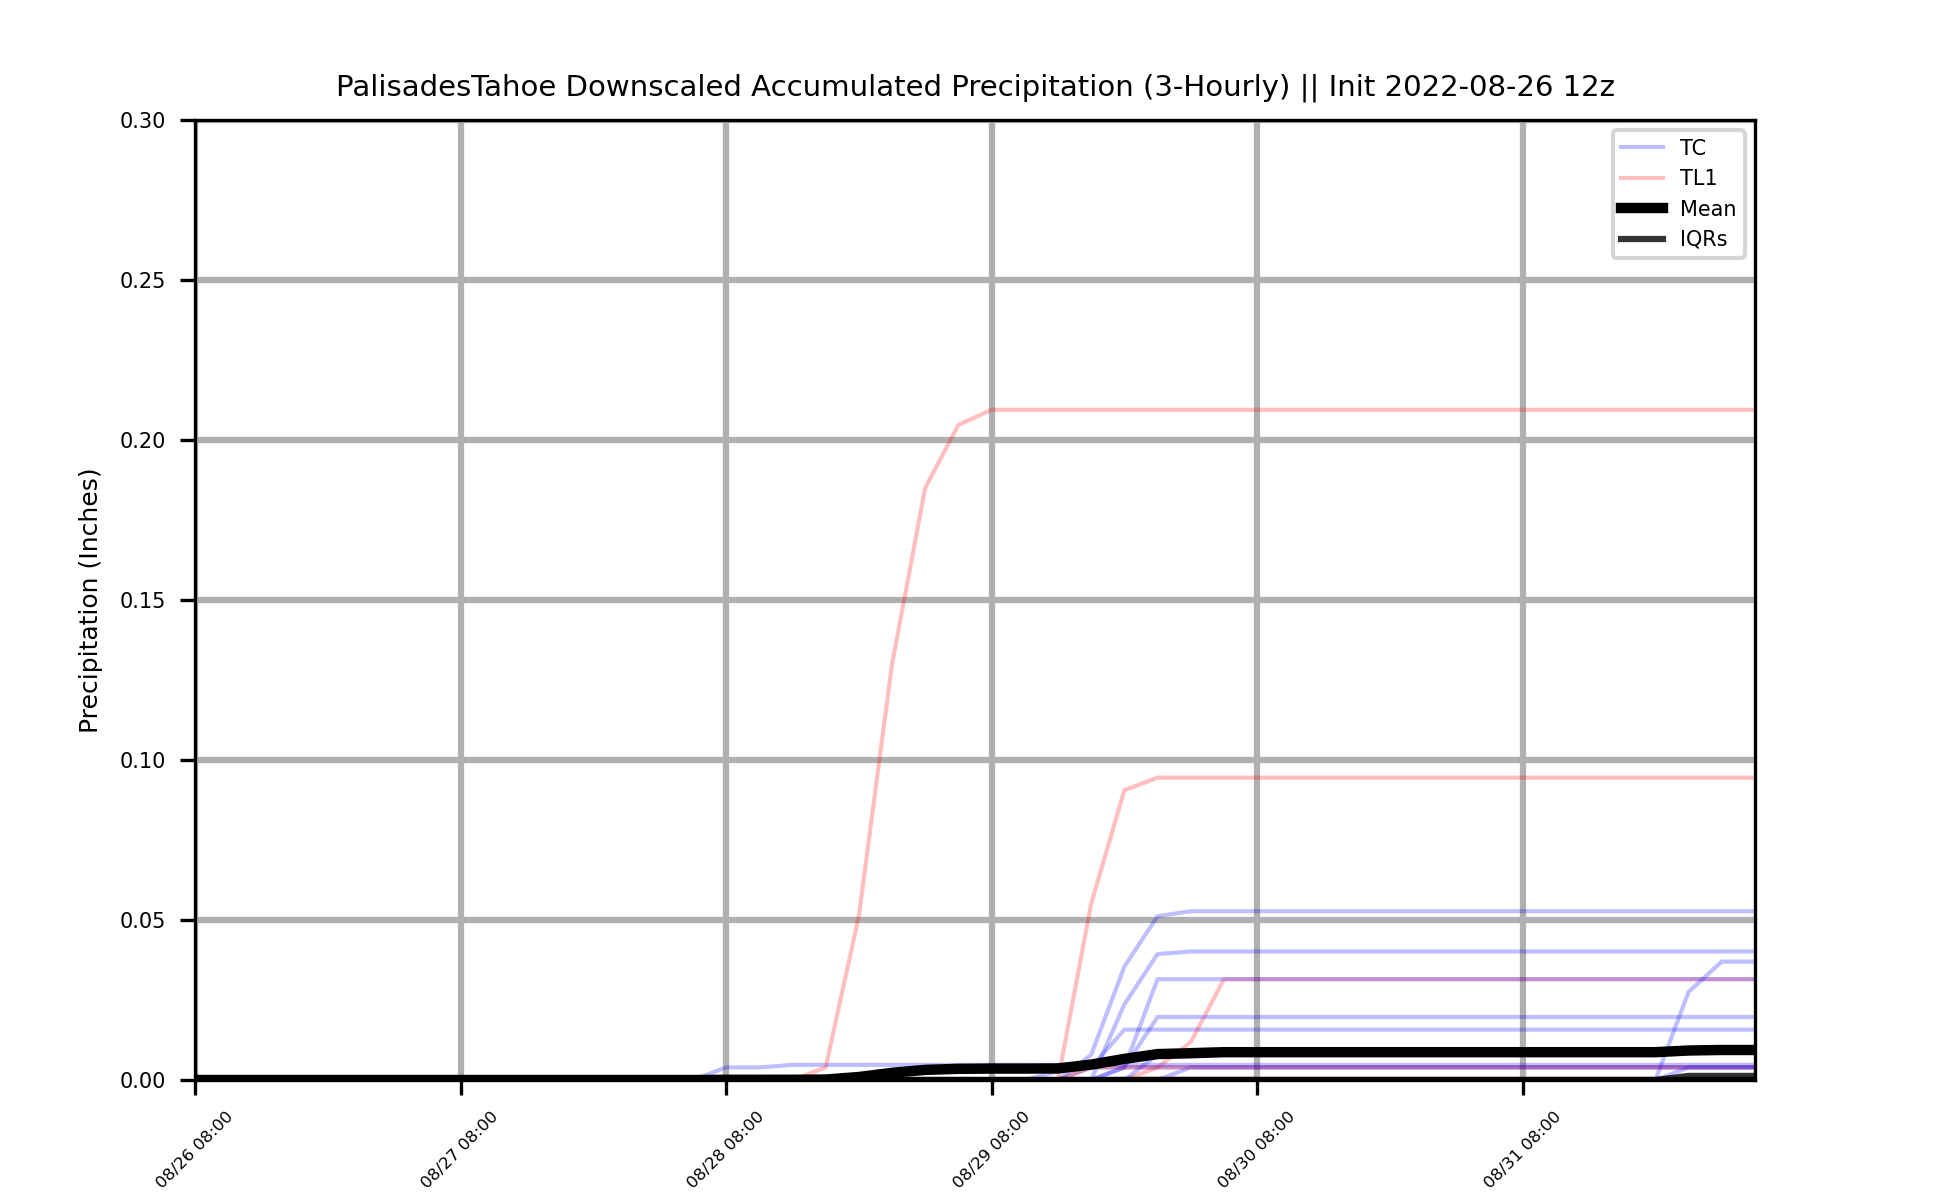 PalisadesTahoe Downscaled Accumulated Precipitation (3-Hourly) || Init 2022-08-26 12z
0.30
0.25
0.20
0.15
0.10
0.05
0.00
Precipitation (Inches)
TC
TL1
Mean
IQRs
08/26 08:00
08/27 08:00
08/28 08:00
08/29 08:00
08/30 08:00
08/31 08:00